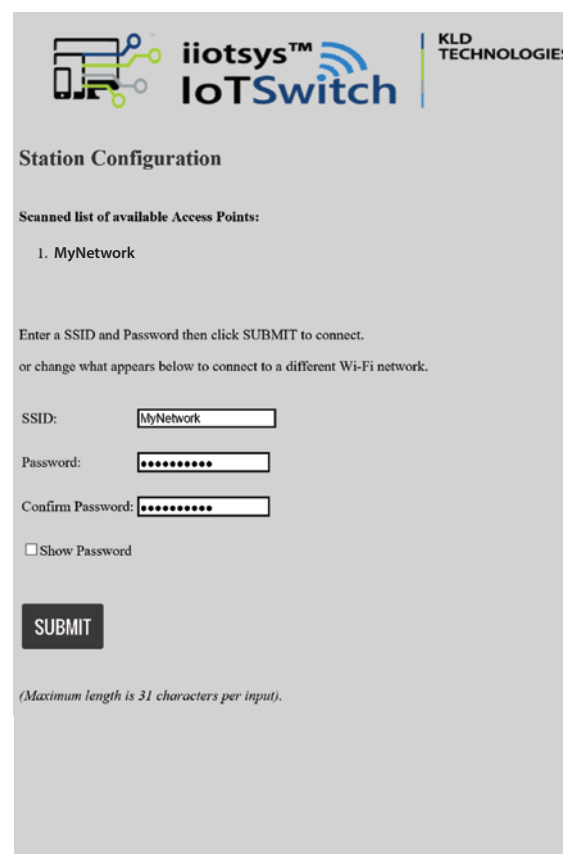 iiotsys™
IoTSwitch
KLD
TECHNOLOGIES
Station Configuration
Scanned list of available Access Points:
1. MyNetwork
Enter a SSID and Password then click SUBMIT to connect.
or change what appears below to connect to a different Wi-Fi network.
SSID: MyNetwork
Password: ●●●●●●●●●●
Confirm Password: ●●●●●●●●●●
Show Password
SUBMIT
(Maximum length is 31 characters per input).